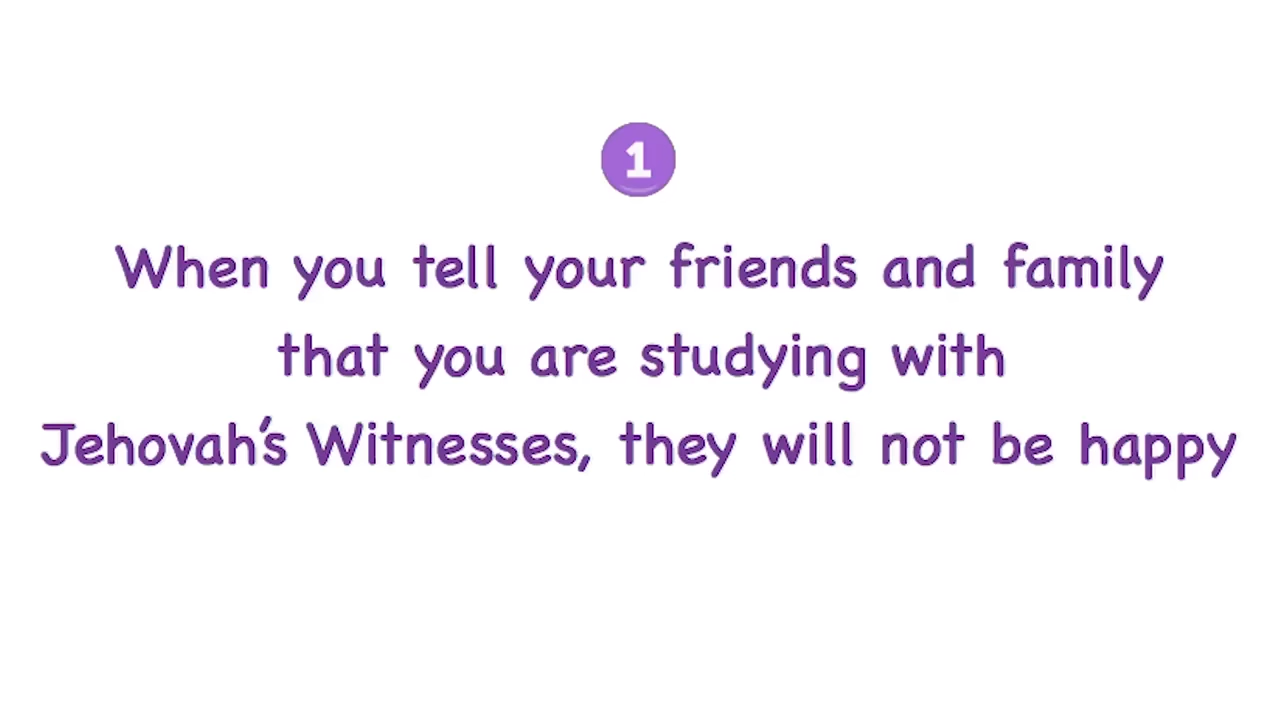 1
When you tell your friends and family
that you are studying with
Jehovah's Witnesses, they will not be happy